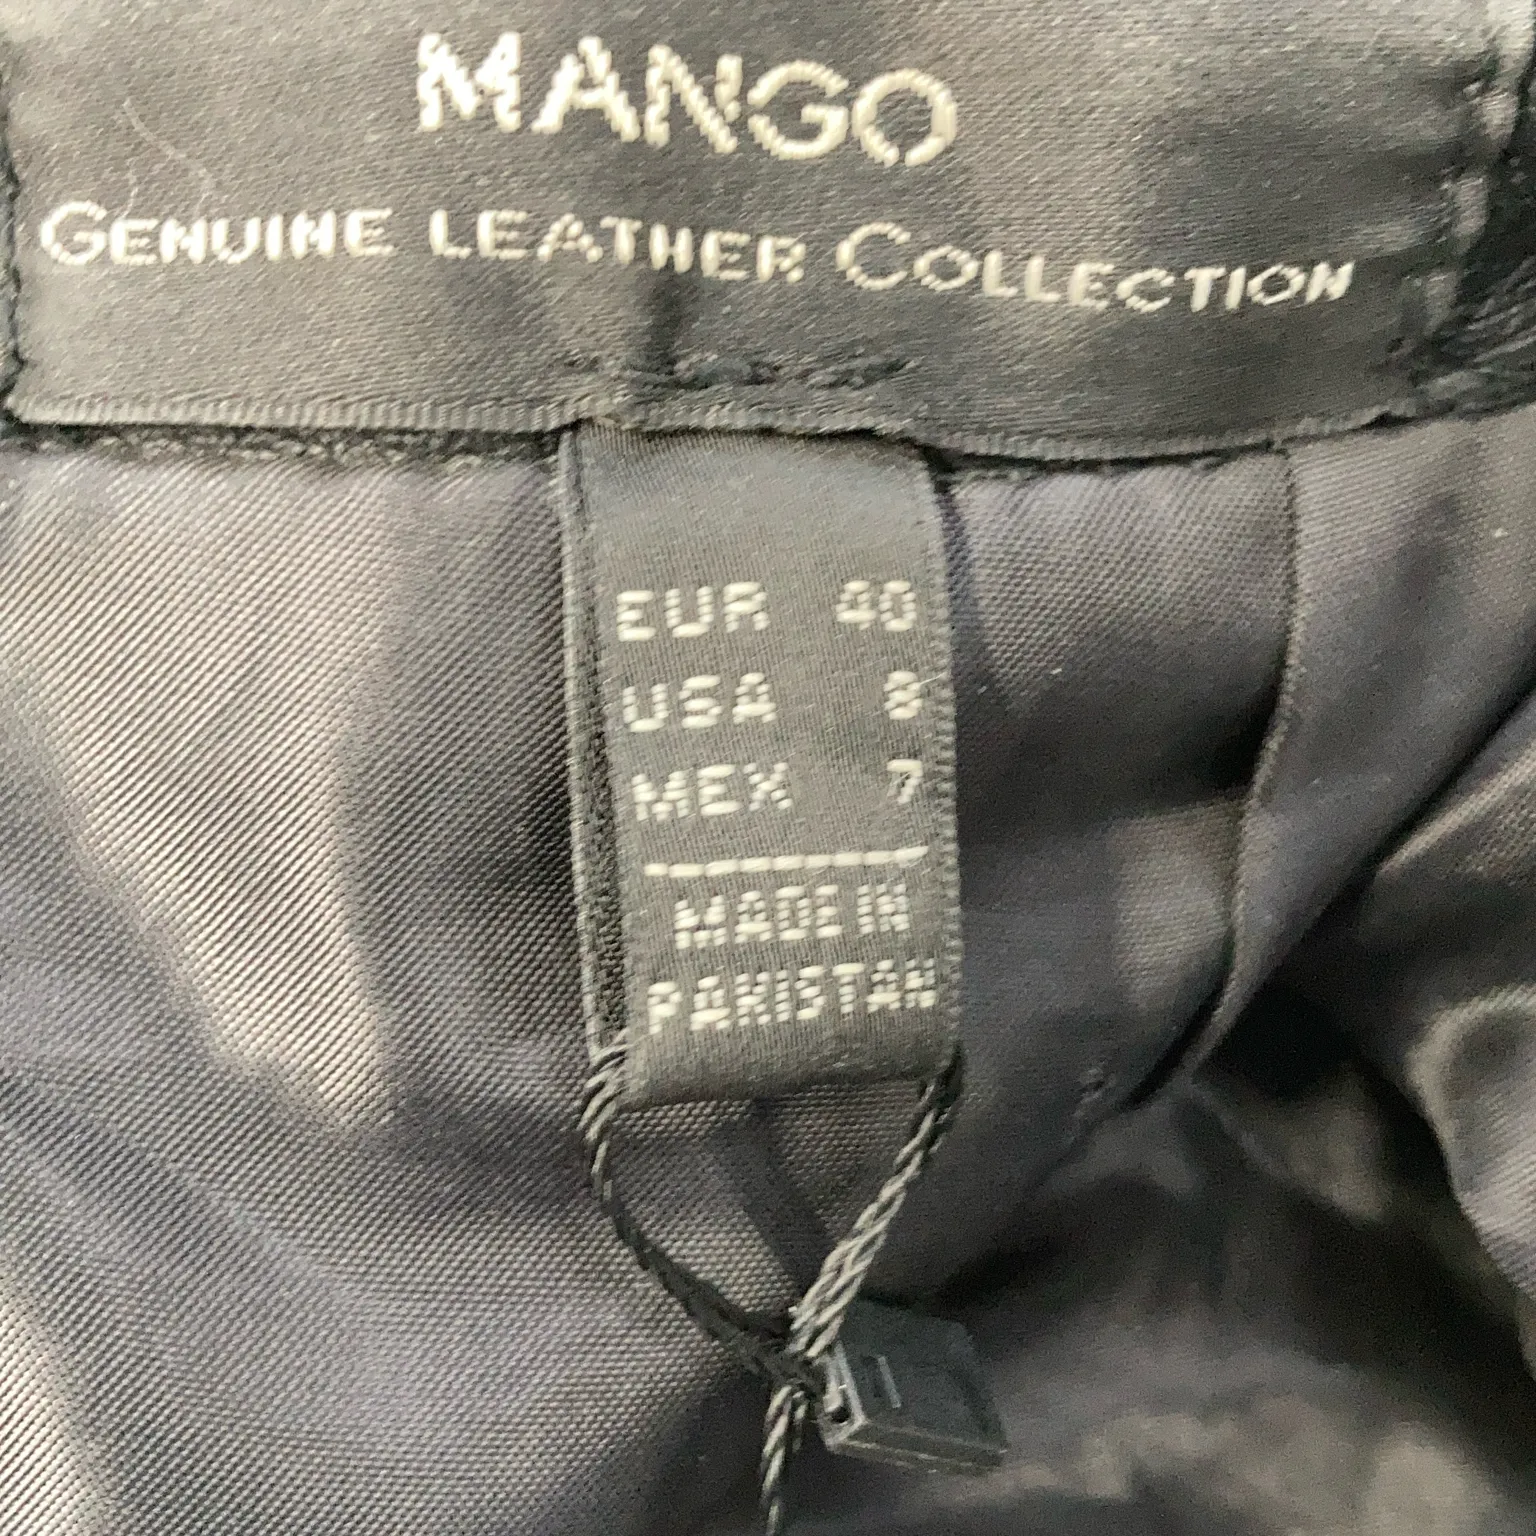 MANGO
GENUINE LEATHER COLLECTION
EUR 40
USA 8
MEX 7
MADE IN
PAKISTAN